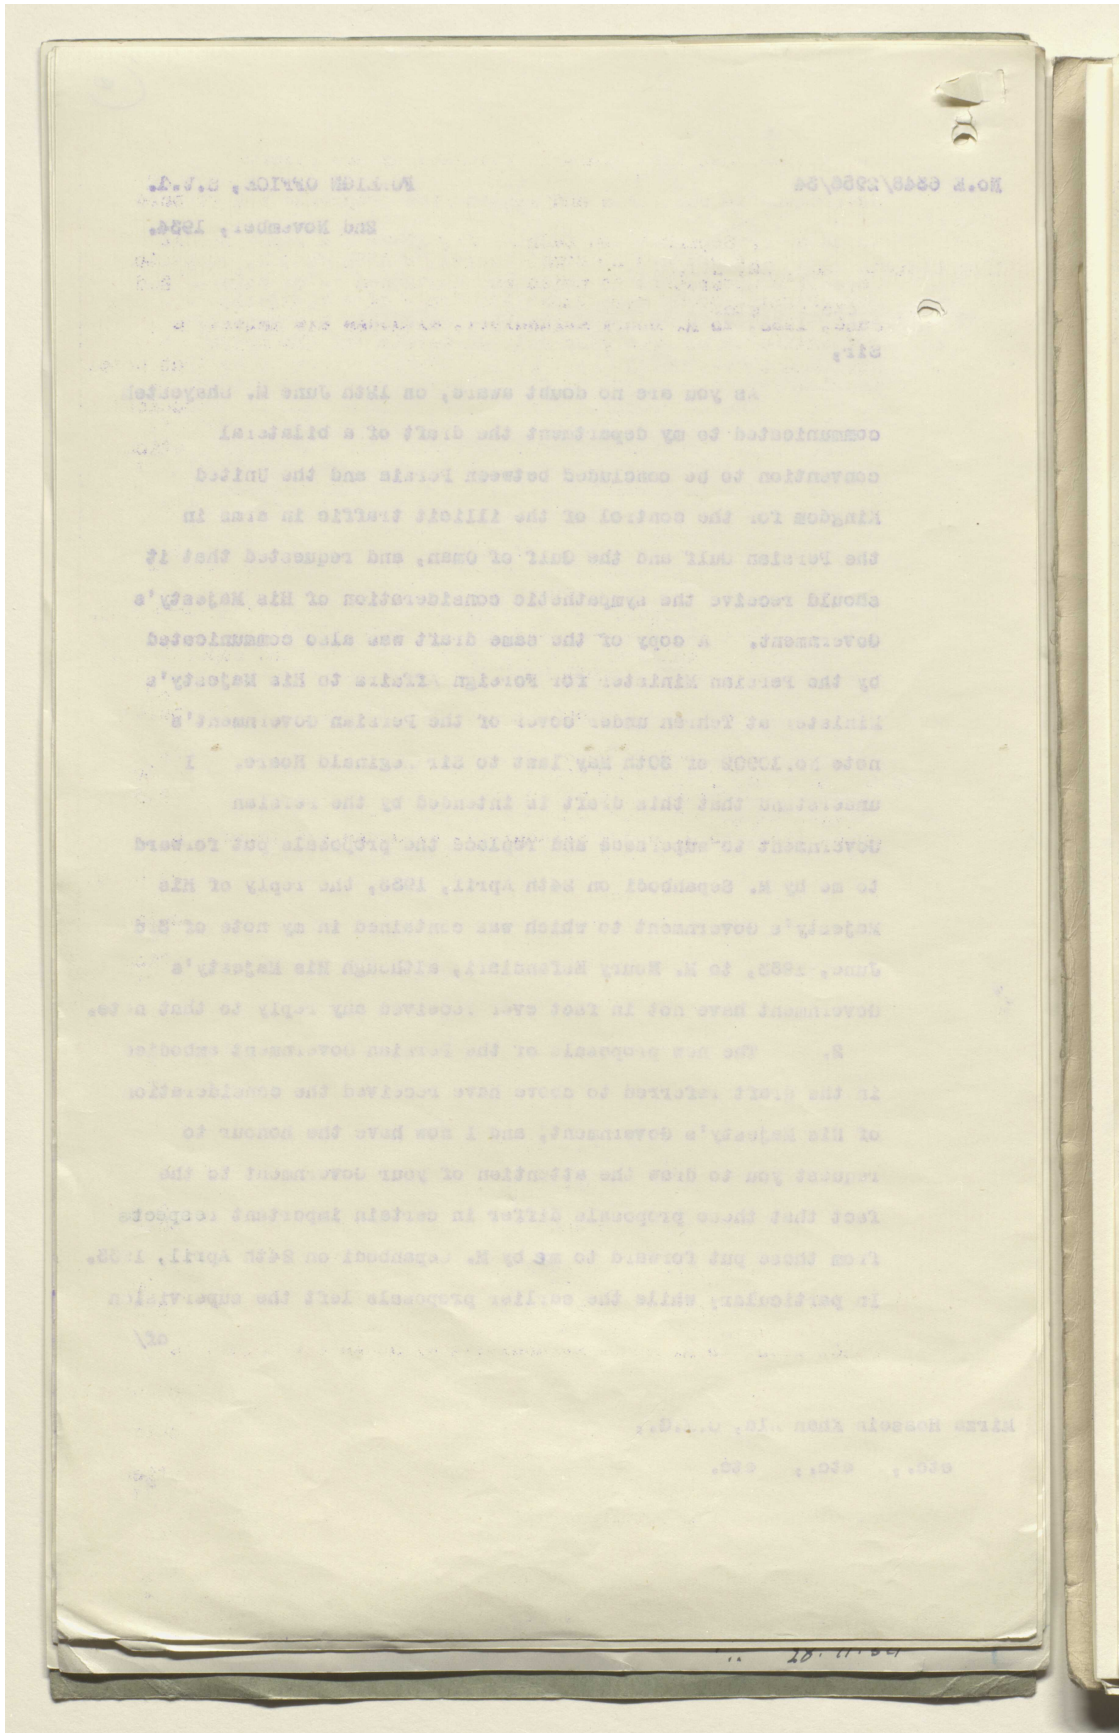 No.E 6348/2956/34
FOREIGN OFFICE, S.W.1.
2nd November, 1934.
Sir,
As you are no doubt aware, on 19th June M. Shayesteh
communicated to my department the draft of a bilateral
convention to be concluded between Persia and the United
Kingdom for the control of the illicit traffic in arms in
the Persian Gulf and the Gulf of Oman, and requested that it
should receive the sympathetic consideration of His Majesty's
Government. A copy of the same draft was also communicated
by the Persian Minister for Foreign Affairs to His Majesty's
Minister at Tehran under cover of the Persian Government's
note of 30th May last to Sir Reginald Hoare. I
understand that this draft is intended by the Persian
Government to supersede and replace the proposals put forward
to me by M. Sepahbodi on 24th April, 1933, the reply of His
Majesty's Government to which was contained in my note of
June, 1933, to M. Noury Esfandiari, although His Majesty's
Government have not in fact ever received any reply to that note.
2. The new proposals of the Persian Government embodied
in the draft referred to above have received the consideration
of His Majesty's Government, and I now have the honour to
request you to draw the attention of your Government to the
fact that these proposals differ in certain important respects
from those put forward to me by M. Sepahbodi on 24th April, 1933.
In particular, while the earlier proposals left the supervision
of/
Mirza Hossein Khan Ala, C.M.G.,
etc., etc., etc.
28.11.34